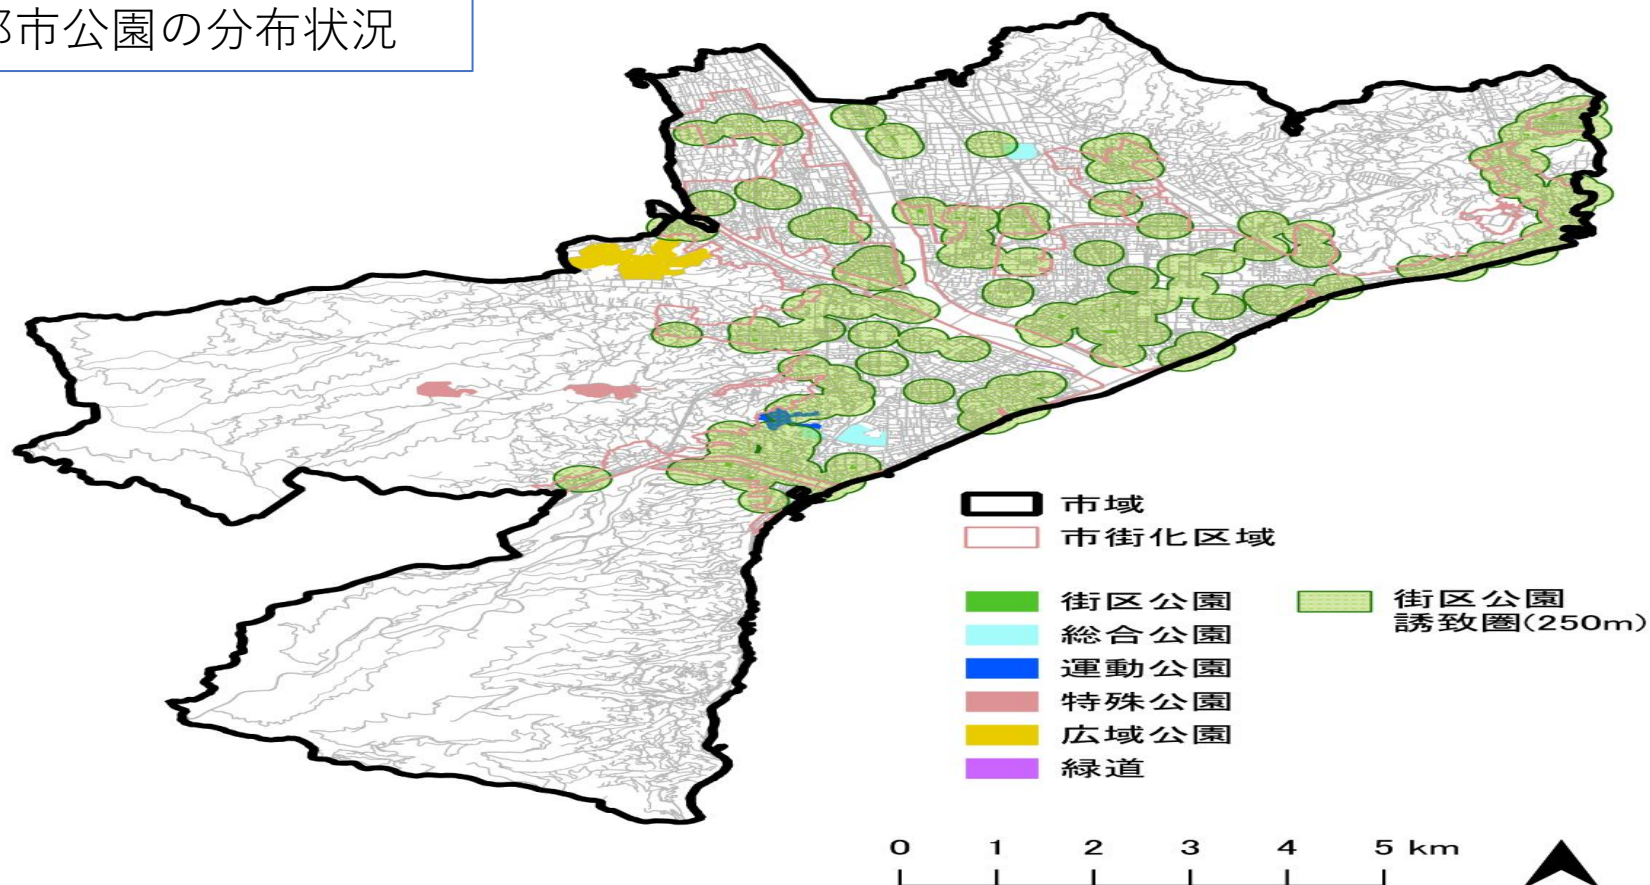 都市公園の分布状況
市域
市街化区域
街区公園
総合公園
運動公園
特殊公園
広域公園
緑道
街区公園
誘致圏(250m)
0 1 2 3 4 5 km